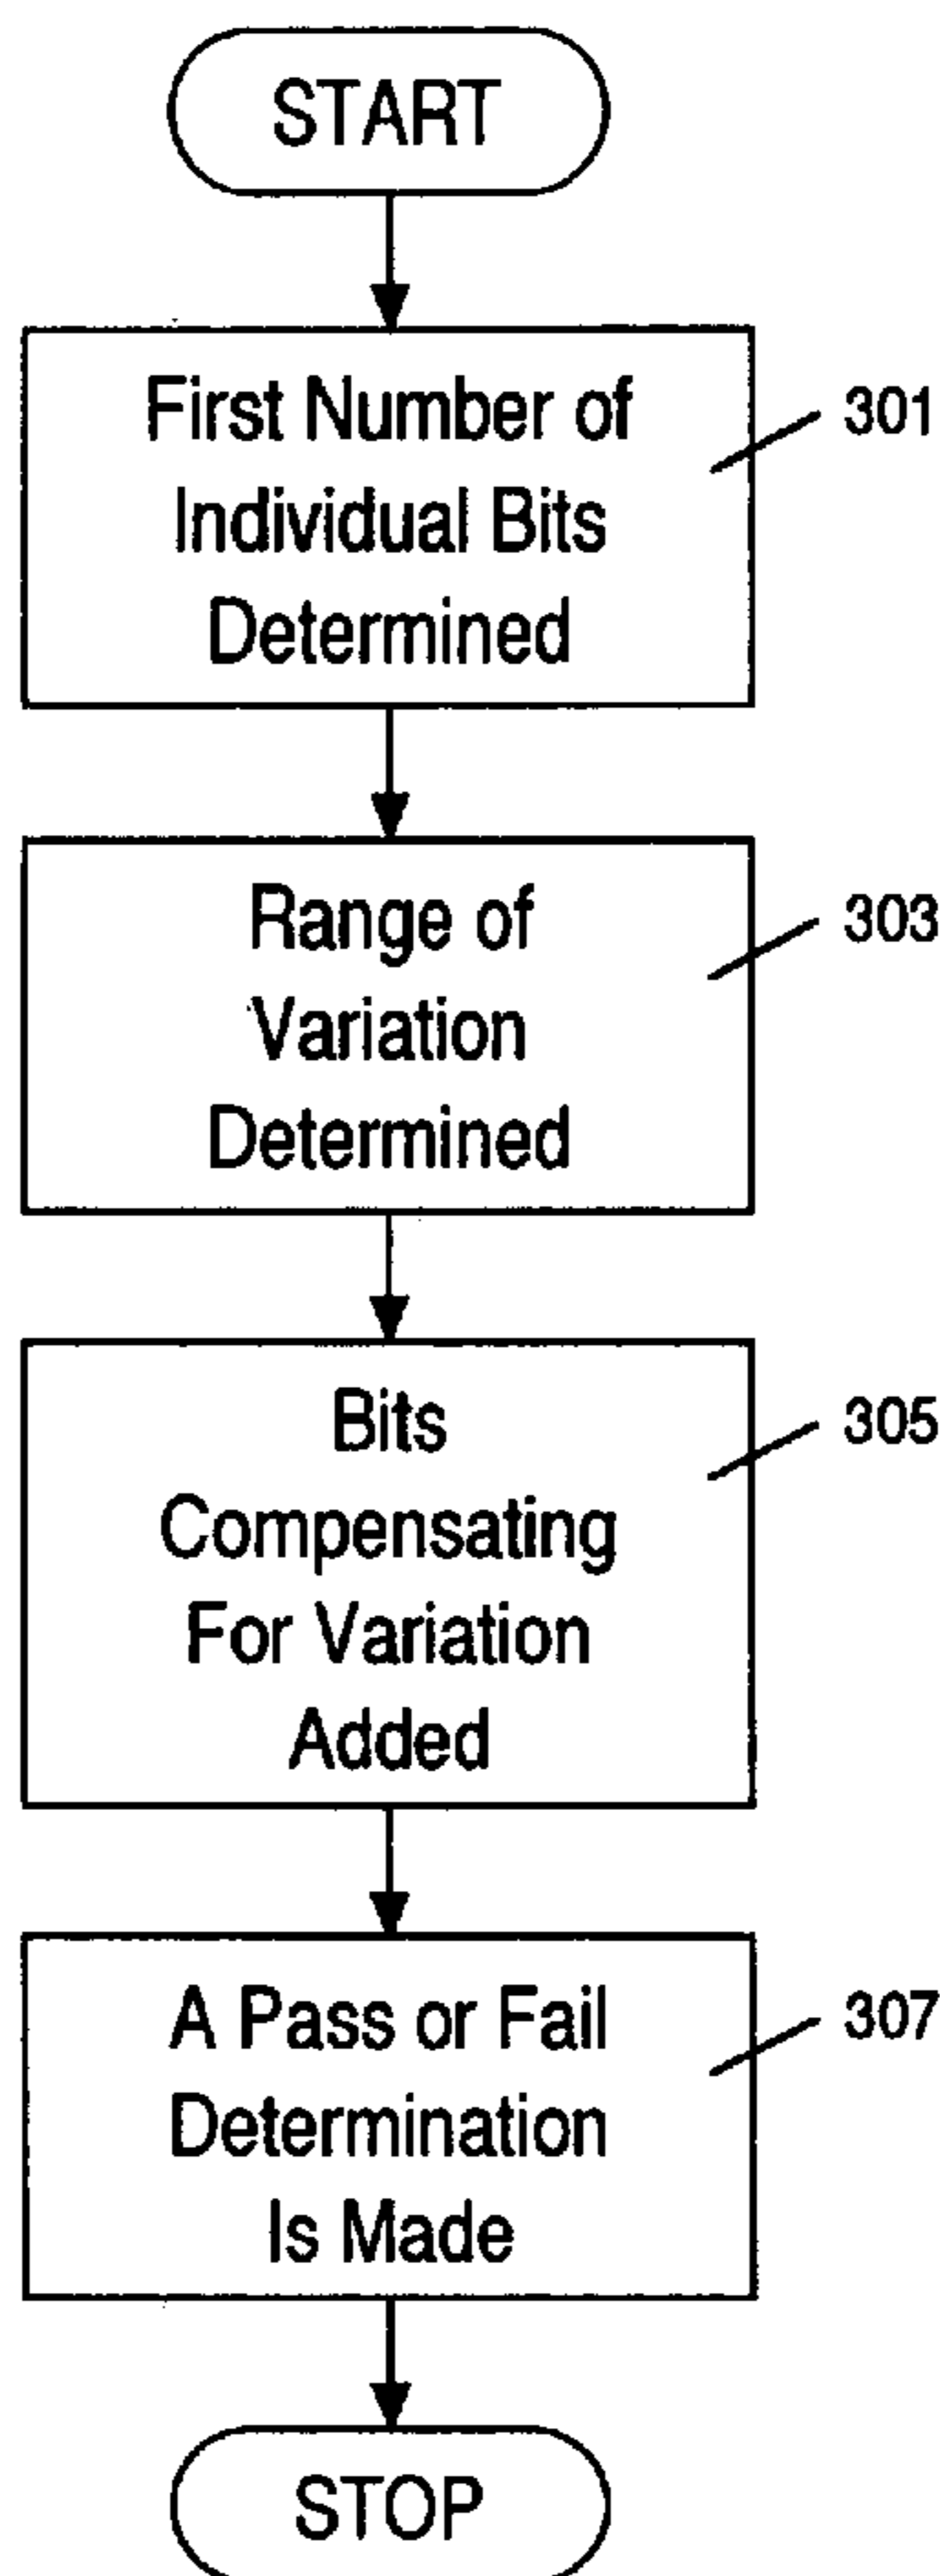 START
First Number of
Individual Bits
Determined
301
Range of
Variation
Determined
303
Bits
Compensating
For Variation
Added
305
A Pass or Fail
Determination
Is Made
307
STOP